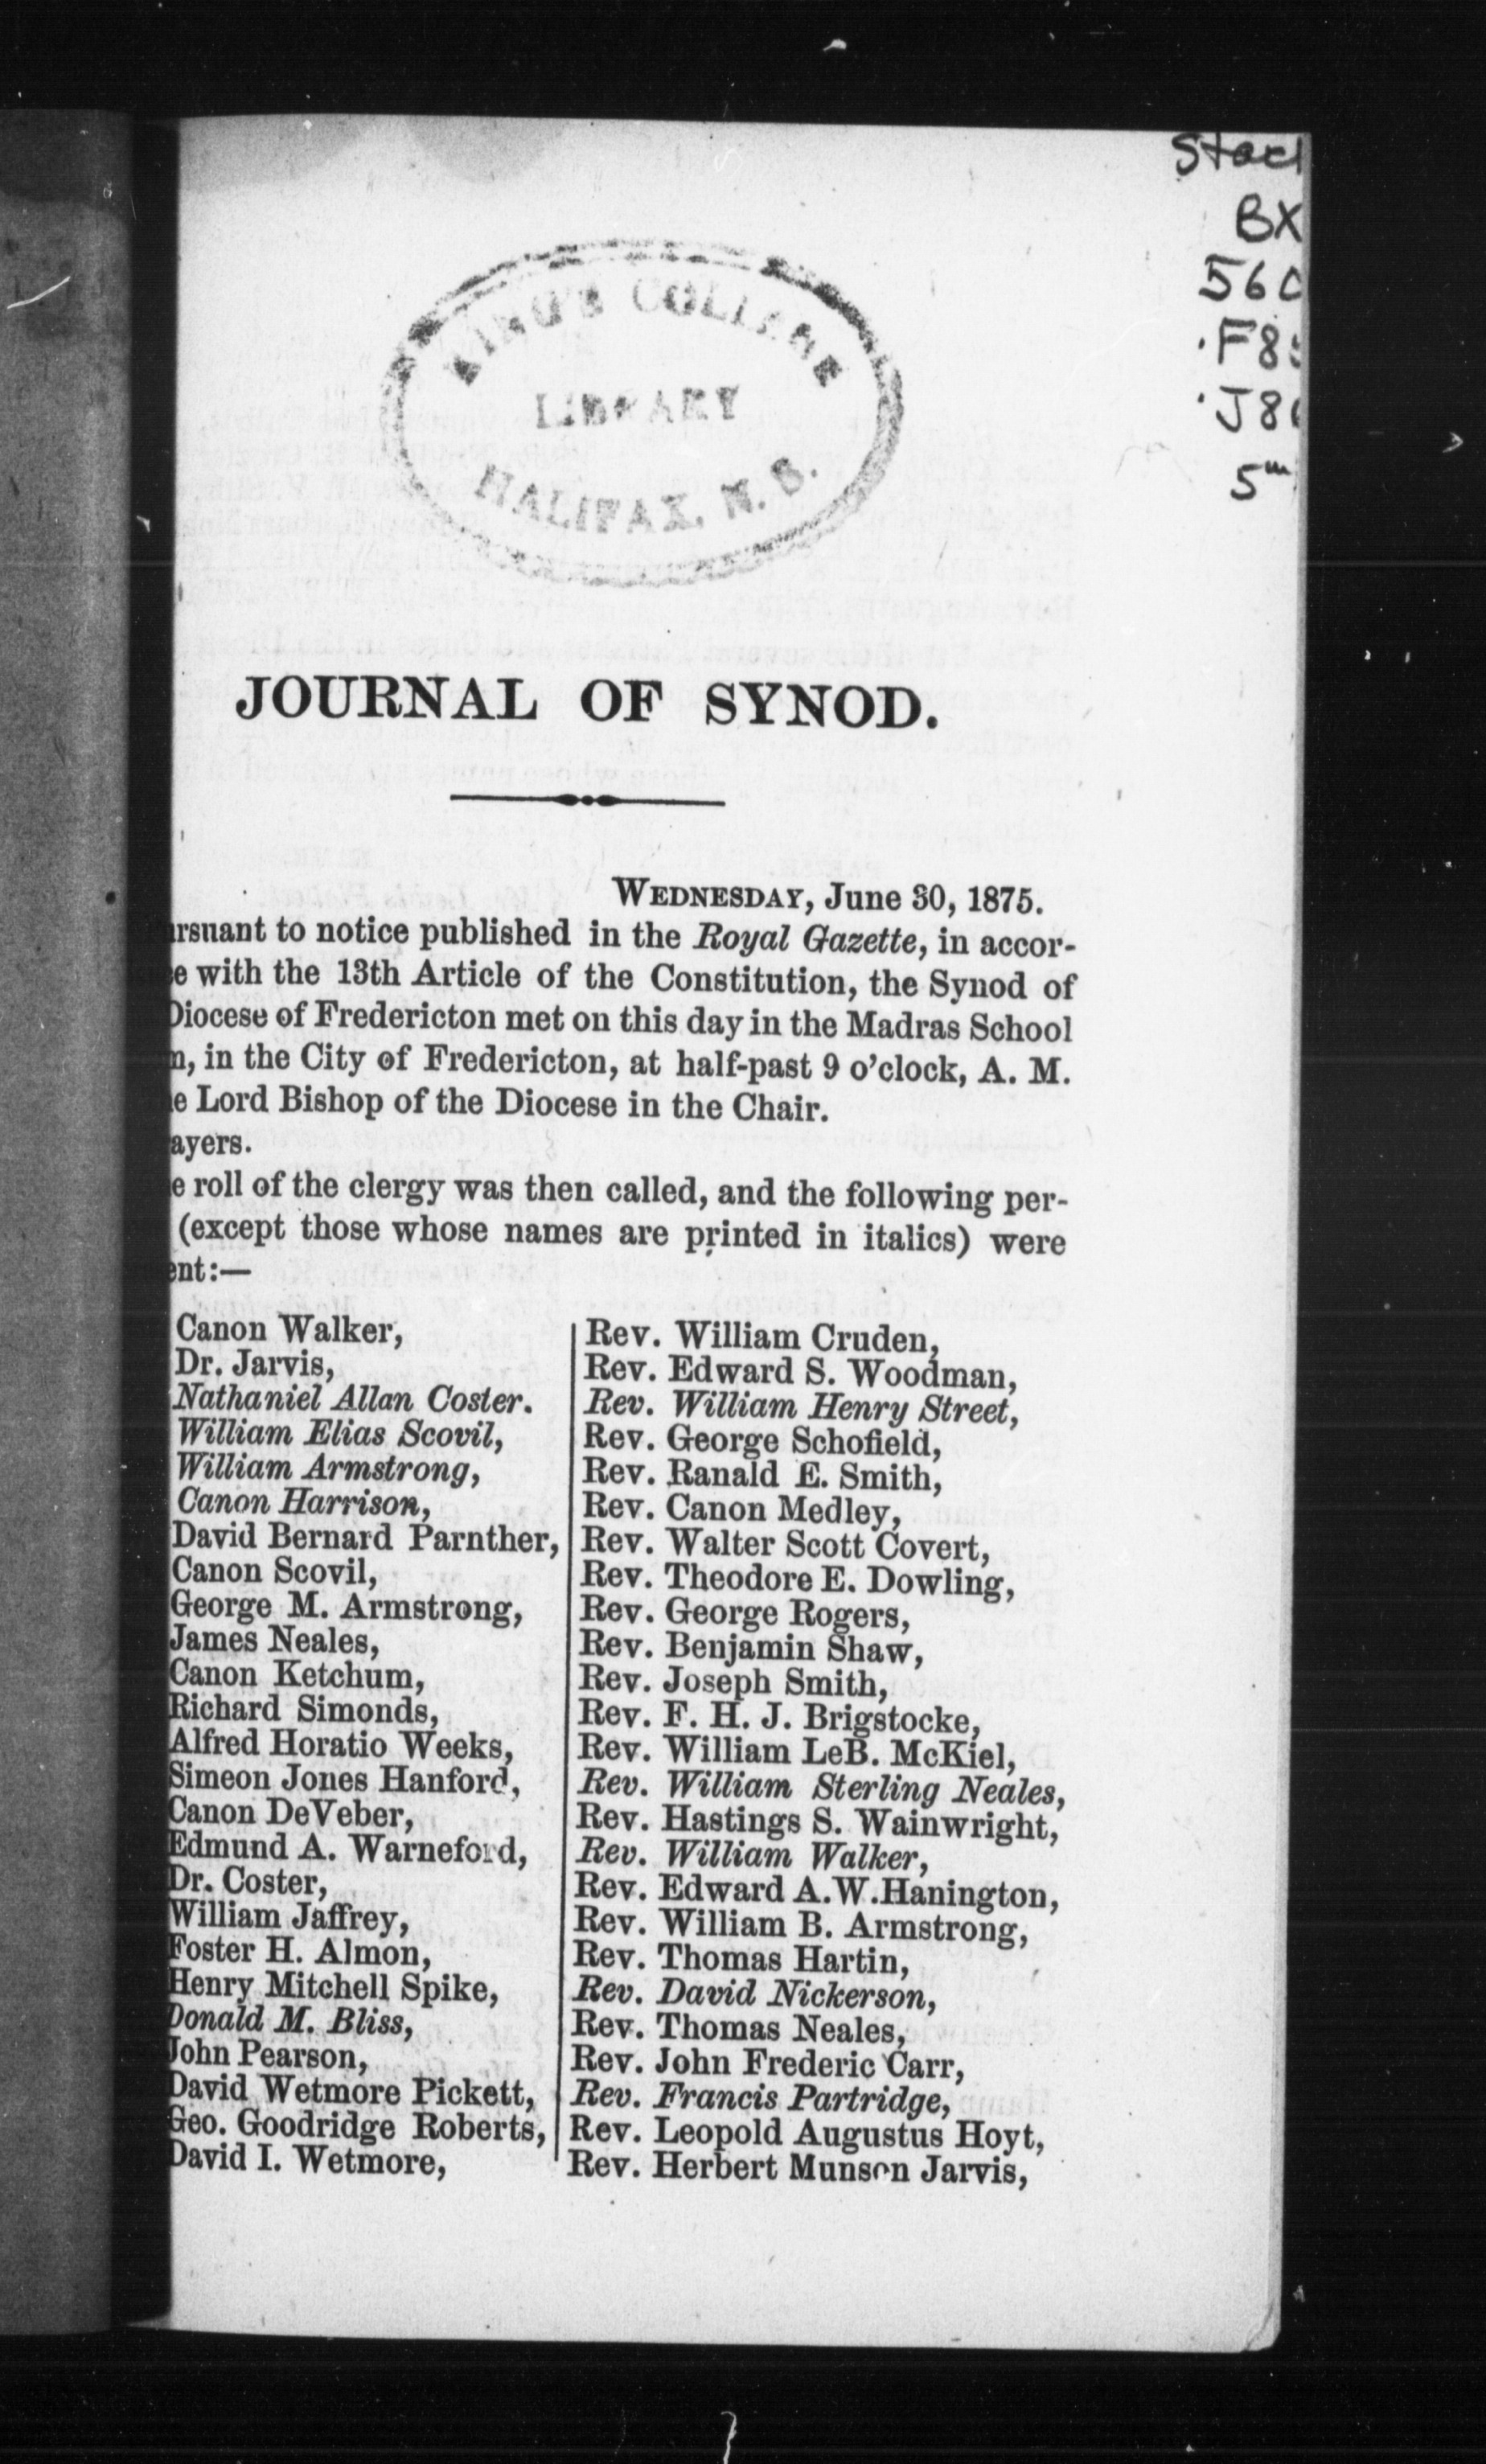 Stacl
BX
560
.F8
.J8
5th
KING'S COLLEGE
LIBRARY
HALIFAX, N. S.
JOURNAL OF SYNOD.
WEDNESDAY, June 30, 1875.
ursuant to notice published in the Royal Gazette, in accor-
e with the 13th Article of the Constitution, the Synod of
Diocese of Fredericton met on this day in the Madras School
m, in the City of Fredericton, at half-past 9 o'clock, A. M.
e Lord Bishop of the Diocese in the Chair.
ayers.
e roll of the clergy was then called, and the following per-
(except those whose names are printed in italics) were
ent:—
Canon Walker,
Dr. Jarvis,
Nathaniel Allan Coster.
William Elias Scovil,
William Armstrong,
Canon Harrison,
David Bernard Parnther,
Canon Scovil,
George M. Armstrong,
James Neales,
Canon Ketchum,
Richard Simonds,
Alfred Horatio Weeks,
Simeon Jones Hanford,
Canon DeVeber,
Edmund A. Warneford,
Dr. Coster,
William Jaffrey,
Foster H. Almon,
Henry Mitchell Spike,
Donald M. Bliss,
John Pearson,
David Wetmore Pickett,
Geo. Goodridge Roberts,
David I. Wetmore,
Rev. William Cruden,
Rev. Edward S. Woodman,
Rev. William Henry Street,
Rev. George Schofield,
Rev. Ranald E. Smith,
Rev. Canon Medley,
Rev. Walter Scott Covert,
Rev. Theodore E. Dowling,
Rev. George Rogers,
Rev. Benjamin Shaw,
Rev. Joseph Smith,
Rev. F. H. J. Brigstocke,
Rev. William LeB. McKiel,
Rev. William Sterling Neales,
Rev. Hastings S. Wainwright,
Rev. William Walker,
Rev. Edward A.W.Hanington,
Rev. William B. Armstrong,
Rev. Thomas Hartin,
Rev. David Nickerson,
Rev. Thomas Neales,
Rev. John Frederic Carr,
Rev. Francis Partridge,
Rev. Leopold Augustus Hoyt,
Rev. Herbert Munson Jarvis,